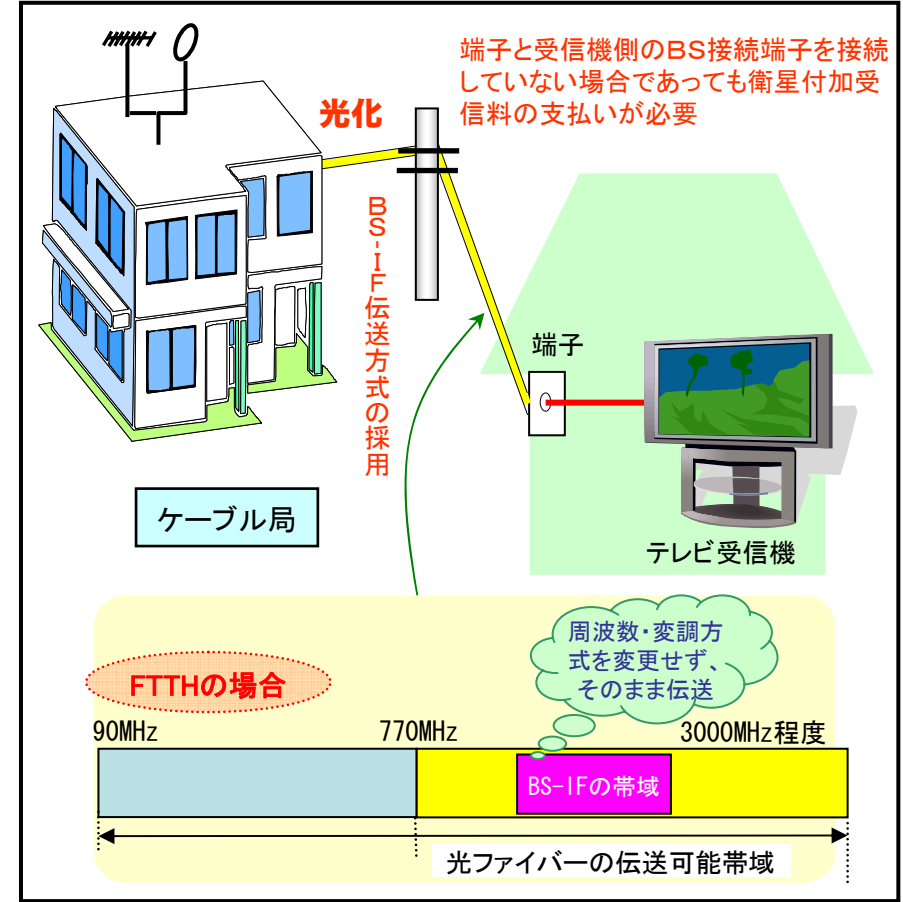 端子と受信機側のBS接続端子を接続
していない場合であっても衛星付加受
信料の支払いが必要
光化
BS-IF伝送方式の採用
端子
ケーブル局
テレビ受信機
周波数・変調方
式を変更せず、
そのまま伝送
FTTHの場合
90MHz
770MHz
3000MHz程度
BS-IFの帯域
光ファイバーの伝送可能帯域